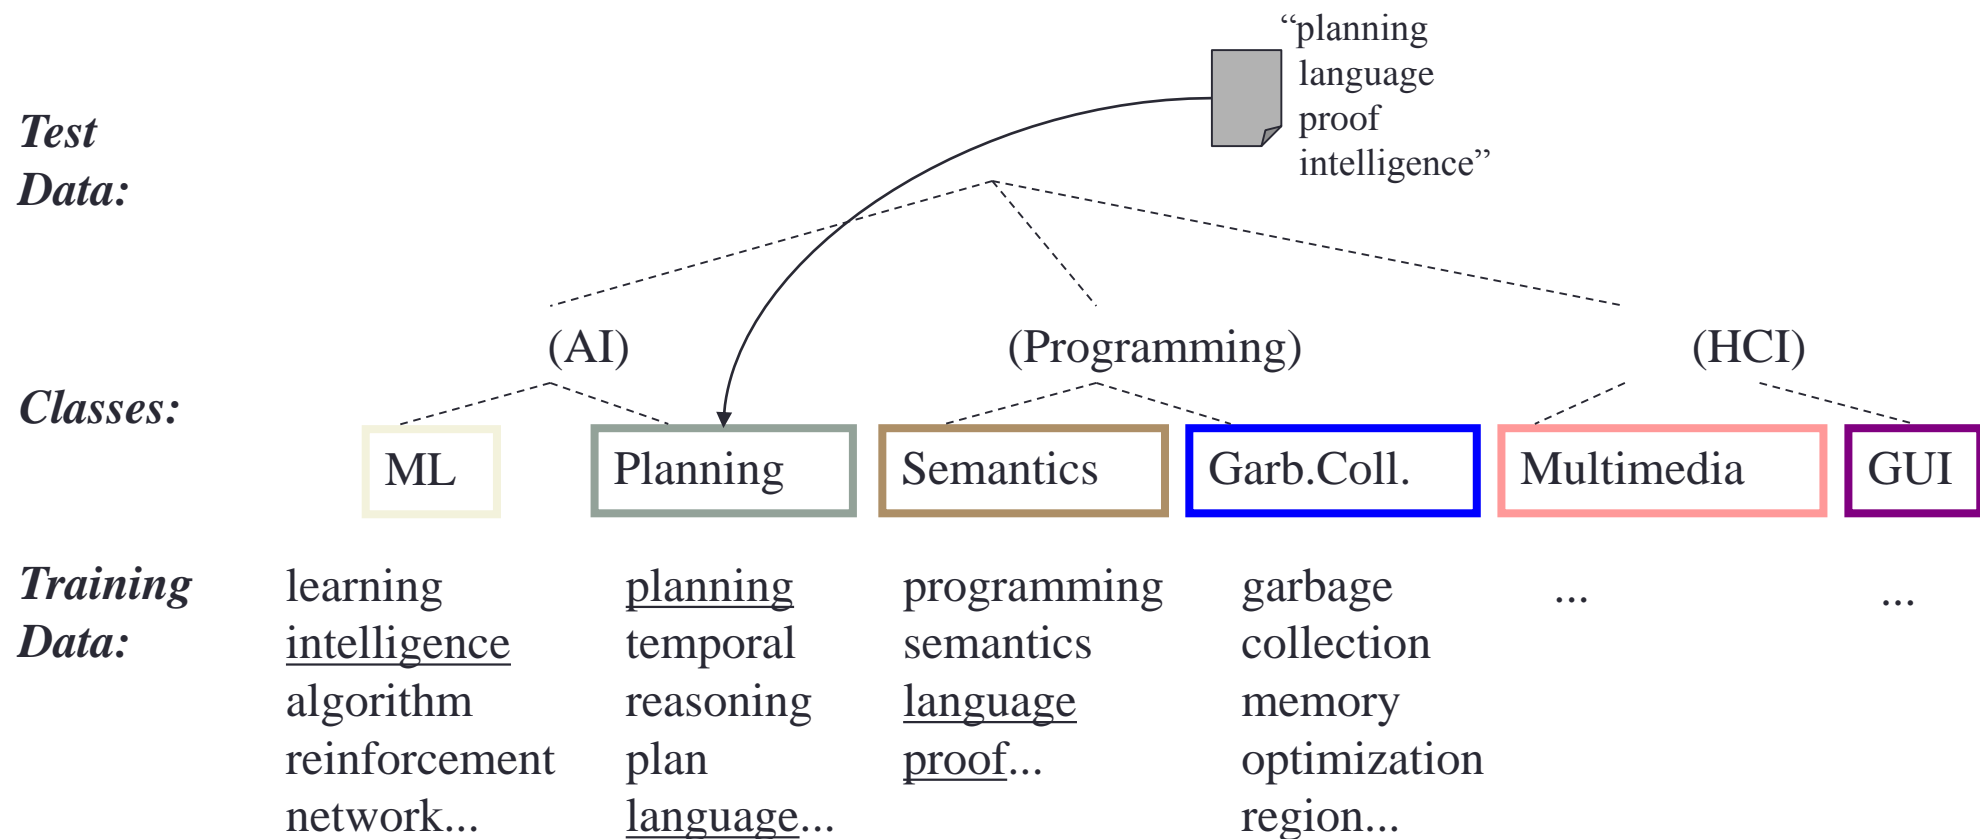 “planning
language
proof
intelligence”
Test
Data:
(AI)
(Programming)
(HCI)
Classes:
ML
Planning
Semantics
Garb.Coll.
Multimedia
GUI
Training
Data:
learning
intelligence
algorithm
reinforcement
network...
planning
temporal
reasoning
plan
language...
programming
semantics
language
proof...
garbage
collection
memory
optimization
region...
...
...